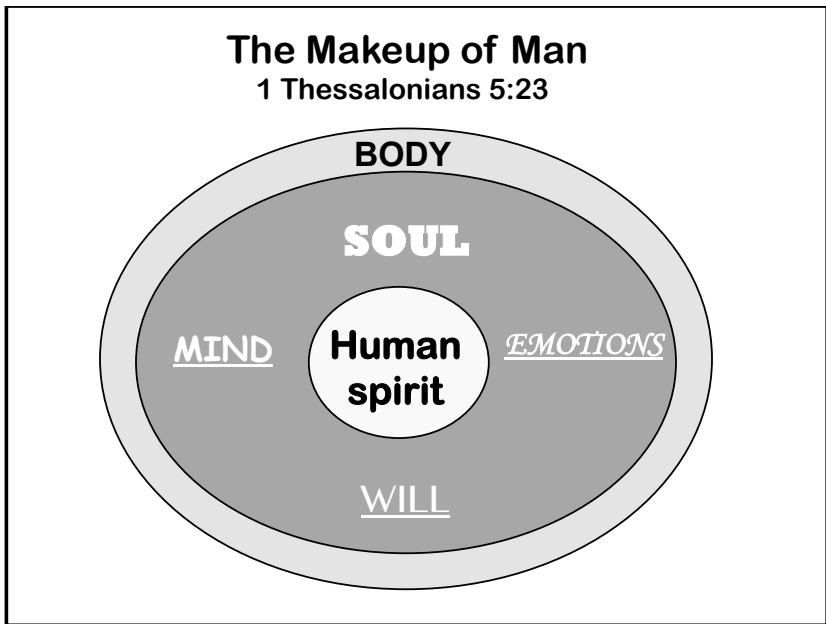 The Makeup of Man
1 Thessalonians 5:23
BODY
SOUL
MIND
Human
spirit
EMOTIONS
WILL